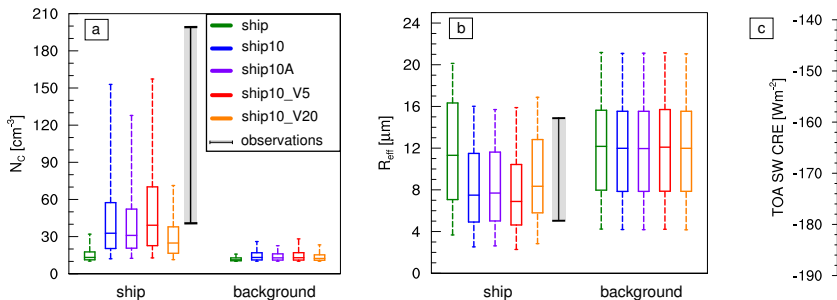 a
N_C [cm⁻³]
210
180
150
120
90
60
30
0
ship
background
ship
ship10
ship10A
ship10_V5
ship10_V20
observations
b
R_eff [μm]
24
20
16
12
8
4
0
ship
background
c
TOA SW CRE [Wm⁻²]
-140
-150
-160
-170
-180
-190